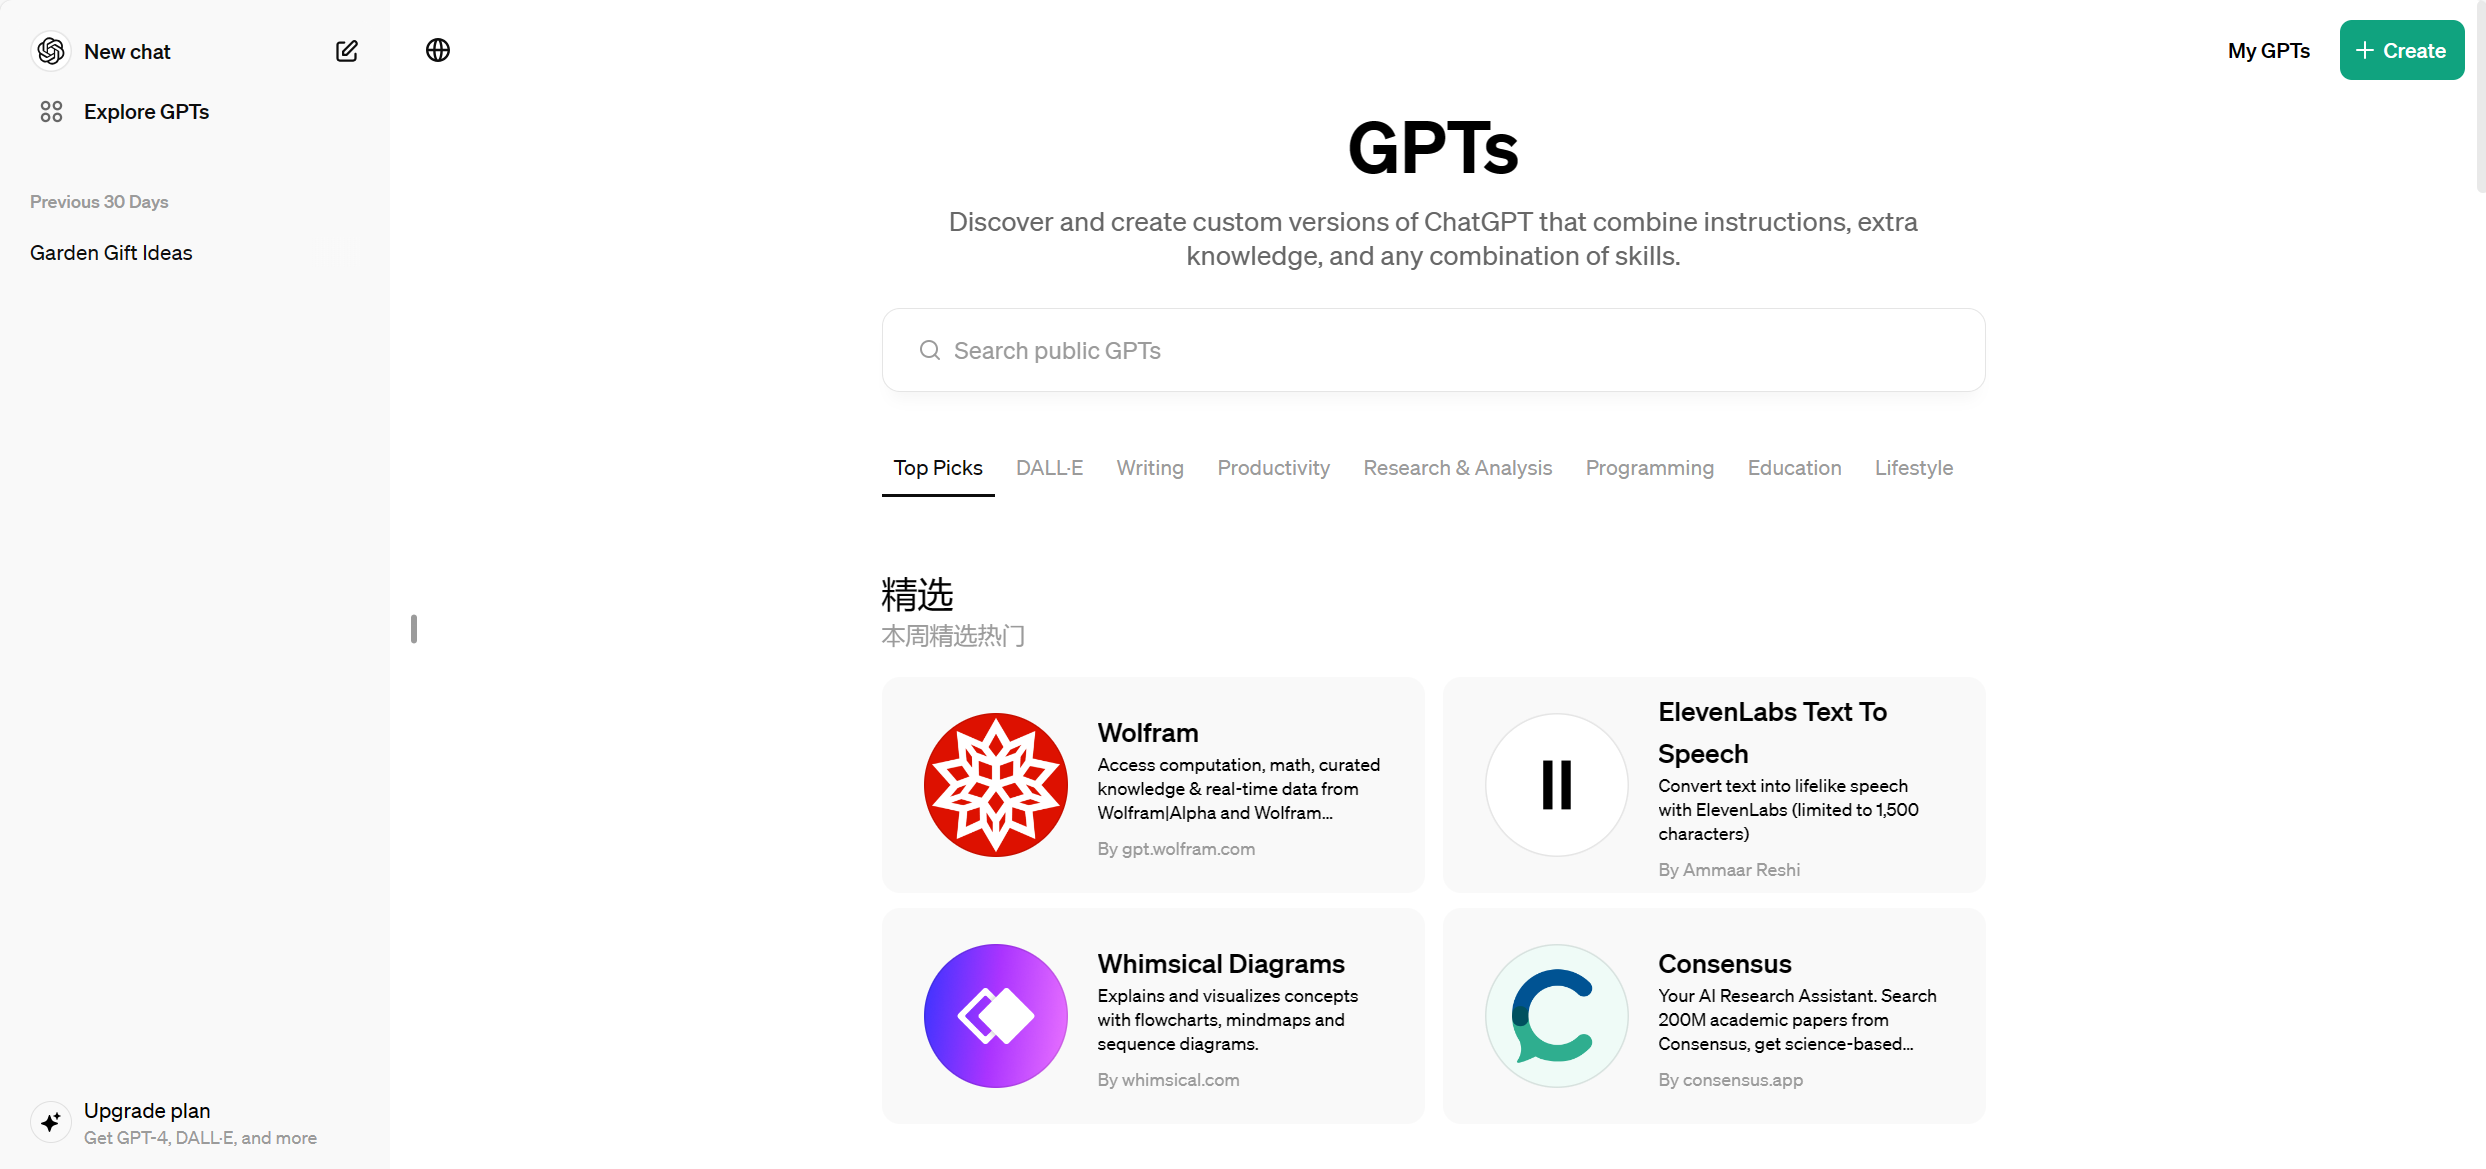 New chat
Explore GPTs
Previous 30 Days
Garden Gift Ideas
Upgrade plan
Get GPT-4, DALL·E, and more
My GPTs
Create
GPTs
Discover and create custom versions of ChatGPT that combine instructions, extra
knowledge, and any combination of skills.
Search public GPTs
Top Picks
DALL·E
Writing
Productivity
Research & Analysis
Programming
Education
Lifestyle
精选
本周精选热门
Wolfram
Access computation, math, curated
knowledge & real-time data from
Wolfram|Alpha and Wolfram...
By gpt.wolfram.com
ElevenLabs Text To
Speech
Convert text into lifelike speech
with ElevenLabs (limited to 1,500
characters)
By Ammaar Reshi
Whimsical Diagrams
Explains and visualizes concepts
with flowcharts, mindmaps and
sequence diagrams.
By whimsical.com
Consensus
Your AI Research Assistant. Search
200M academic papers from
Consensus, get science-based...
By consensus.app